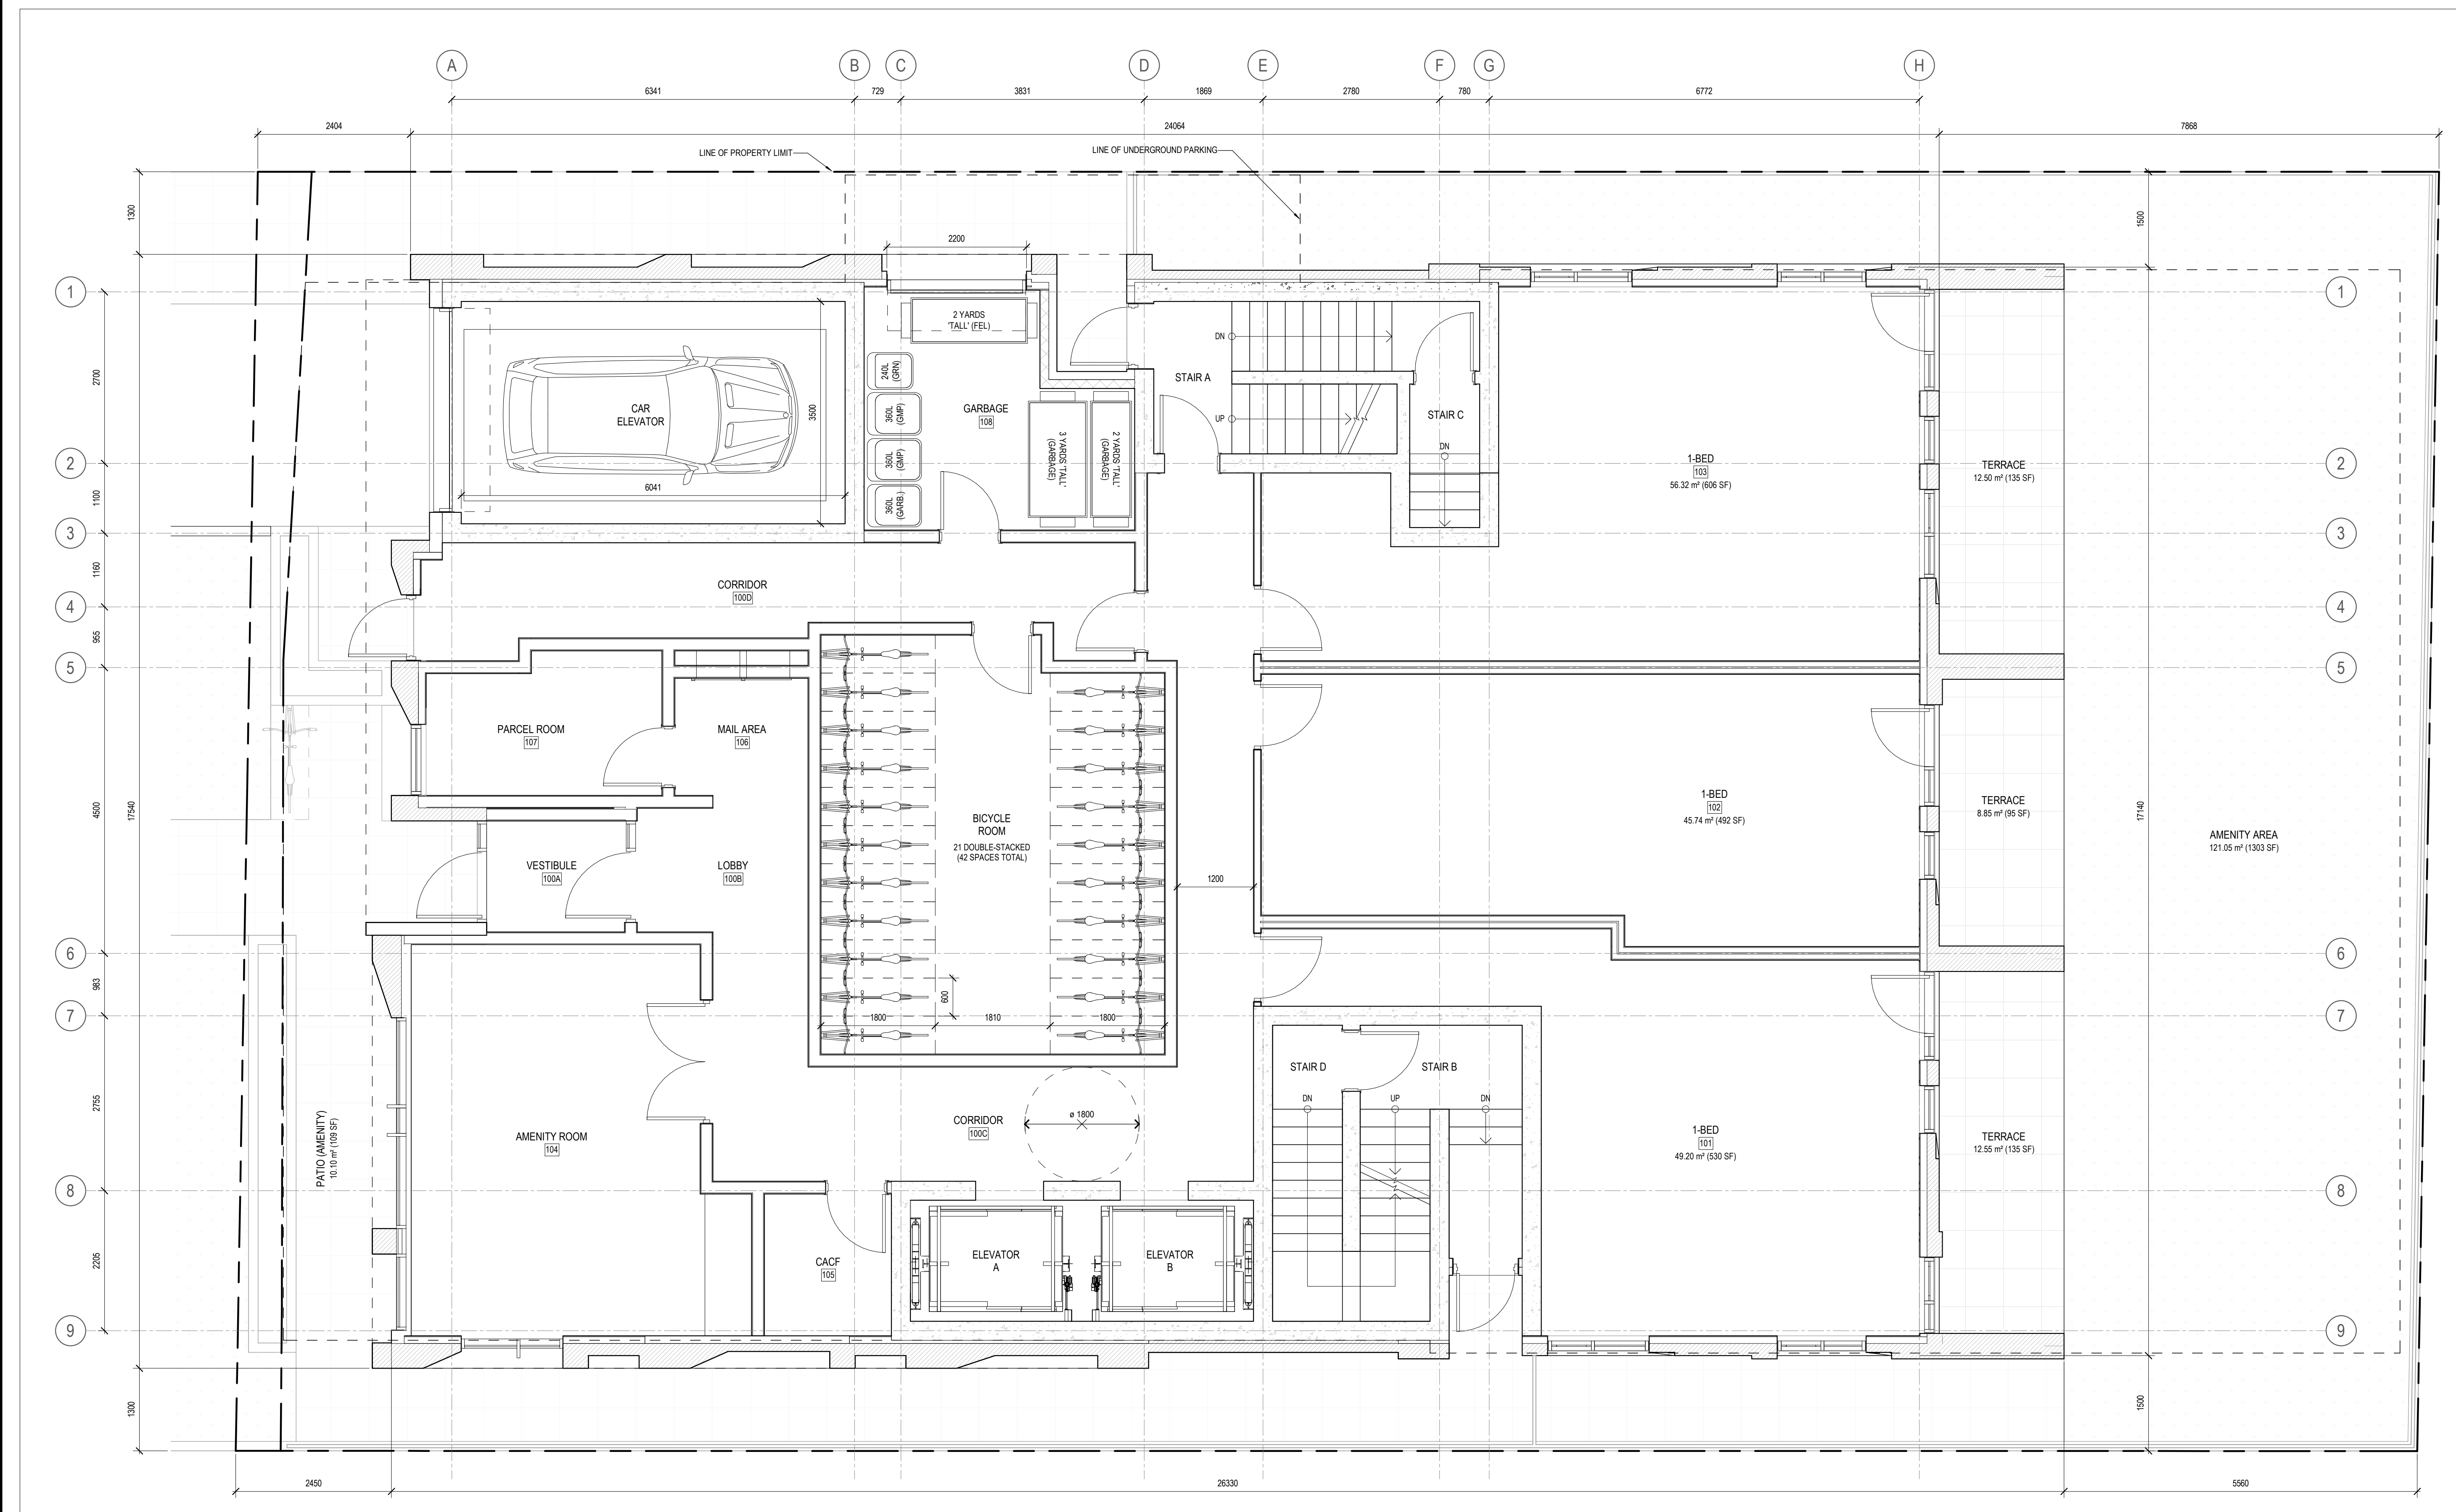 A
B
C
D
E
F
G
H
6341
729
3831
1869
2780
780
6772
2404
24064
7868
LINE OF PROPERTY LIMIT
LINE OF UNDERGROUND PARKING
1300
1500
2200
1
1
2 YARDS
'TALL' (FEL)
DN
2700
240L
(GRN)
STAIR A
CAR
ELEVATOR
3500
360L
(GMP)
GARBAGE
108
UP
STAIR C
DN
2
3 YARDS 'TALL'
(GARBAGE)
2 YARDS 'TALL'
(GARBAGE)
1-BED
103
56.32 m² (606 SF)
TERRACE
12.50 m² (135 SF)
2
360L
(GMP)
6041
1100
360L
(GARB.)
3
3
1160
CORRIDOR
100D
4
4
955
5
5
PARCEL ROOM
107
MAIL AREA
106
4500
17540
1-BED
102
45.74 m² (492 SF)
TERRACE
8.85 m² (95 SF)
17140
BICYCLE
ROOM
21 DOUBLE-STACKED
(42 SPACES TOTAL)
AMENITY AREA
121.05 m² (1303 SF)
VESTIBULE
100A
LOBBY
100B
1200
6
6
983
600
7
1800
1810
1800
7
STAIR D
STAIR B
2755
DN
UP
DN
PATIO (AMENITY)
10.10 m² (109 SF)
AMENITY ROOM
104
CORRIDOR
100C
ø 1800
1-BED
101
49.20 m² (530 SF)
TERRACE
12.55 m² (135 SF)
8
8
2205
CACF
105
ELEVATOR
A
ELEVATOR
B
9
9
1300
1500
2450
26330
5560